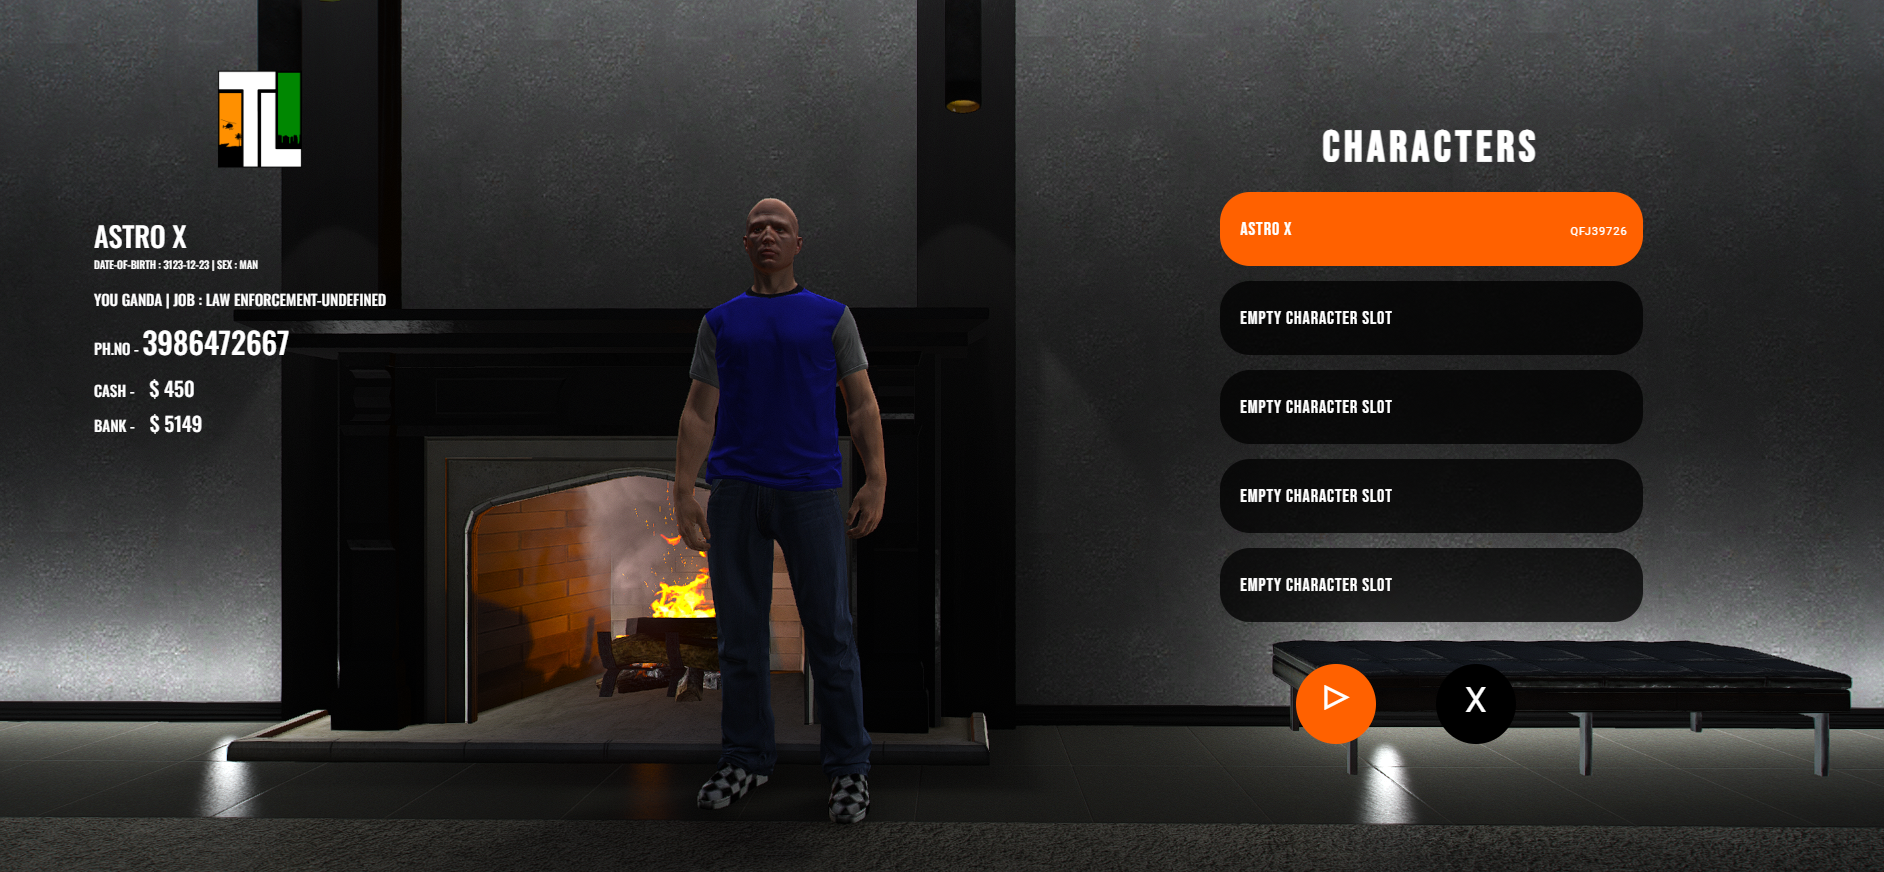 TL
ASTRO X
DATE-OF-BIRTH : 3123-12-23 | SEX : MAN
YOU GANDA | JOB : LAW ENFORCEMENT-UNDEFINED
PH.NO - 3986472667
CASH - $ 450
BANK - $ 5149
CHARACTERS
ASTRO X QFJ39726
EMPTY CHARACTER SLOT
EMPTY CHARACTER SLOT
EMPTY CHARACTER SLOT
EMPTY CHARACTER SLOT
X